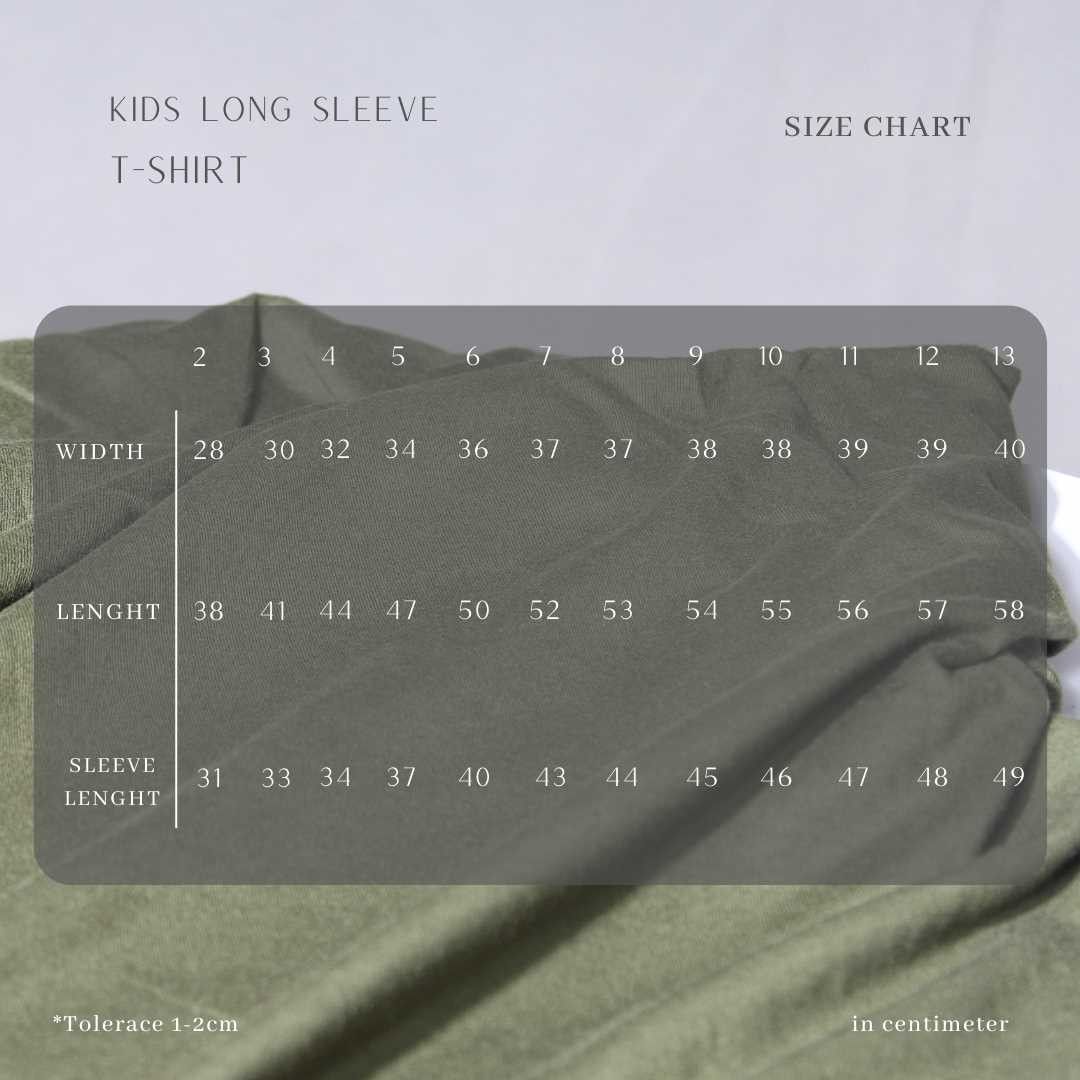 KIDS LONG SLEEVE
T-SHIRT
SIZE CHART
2 3 4 5 6 7 8 9 10 11 12 13
WIDTH 28 30 32 34 36 37 37 38 38 39 39 40
LENGHT 38 41 44 47 50 52 53 54 55 56 57 58
SLEEVE
LENGHT 31 33 34 37 40 43 44 45 46 47 48 49
*Tolerace 1-2cm
in centimeter